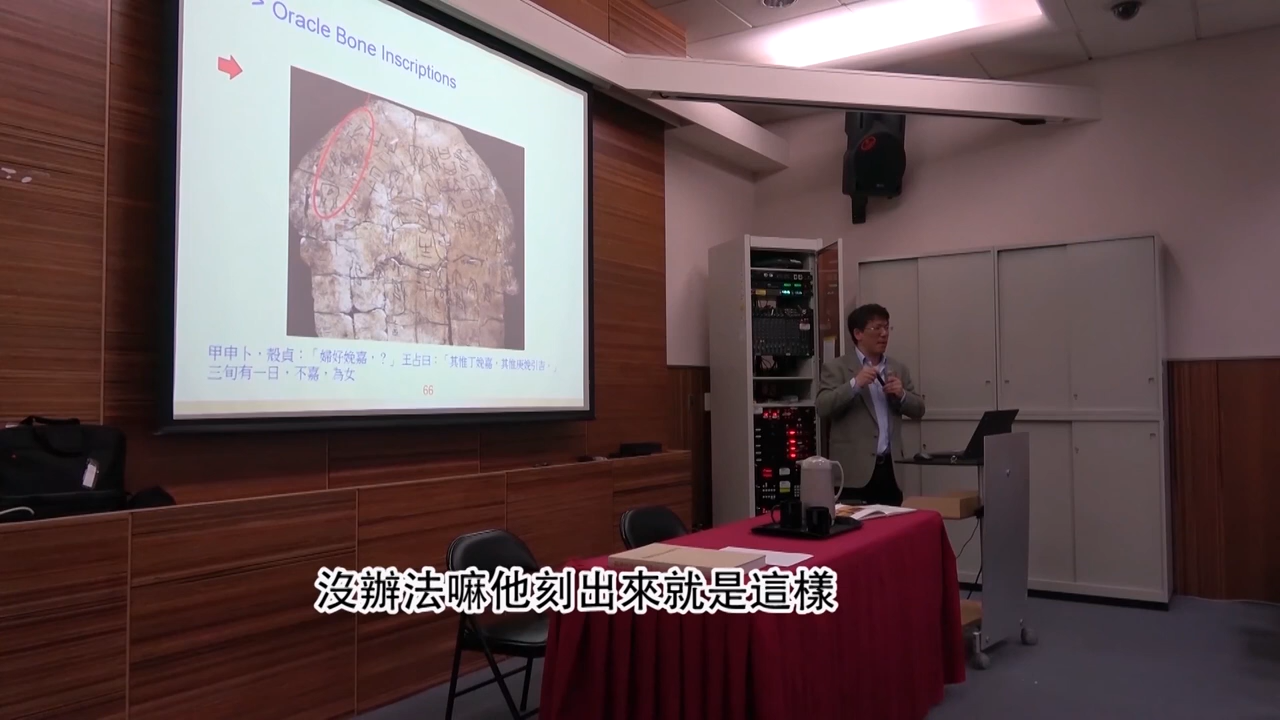 Oracle Bone Inscriptions
甲申卜，殼貞：「婦好娩嘉，？」王占曰：「其惟丁娩嘉，其惟庚娩引吉，」
三旬有一日，不嘉，為女
66
沒辦法嘛他刻出來就是這樣